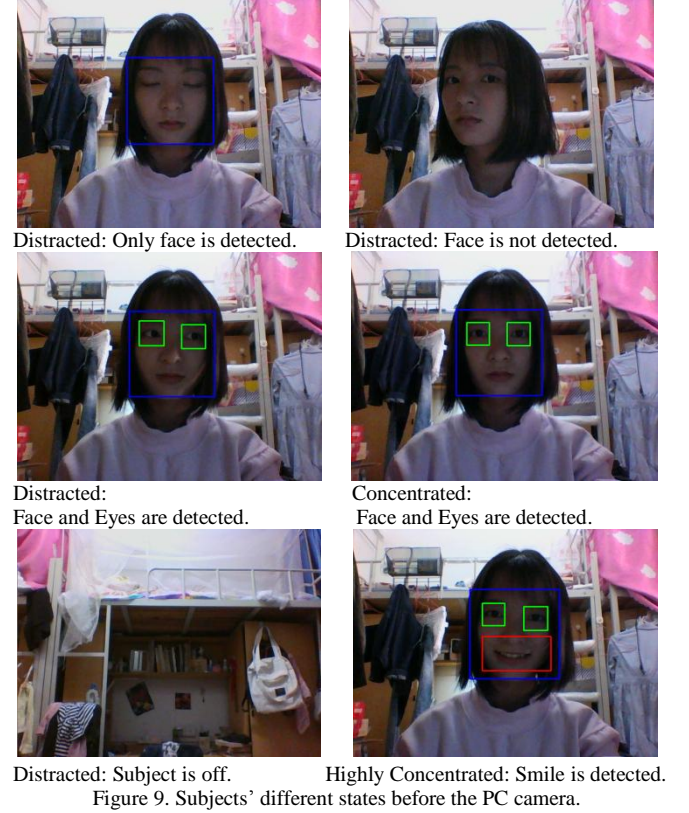 Distracted: Only face is detected.
Distracted: Face is not detected.
Distracted:
Face and Eyes are detected.
Concentrated:
Face and Eyes are detected.
Distracted: Subject is off.
Highly Concentrated: Smile is detected.
Figure 9. Subjects’ different states before the PC camera.